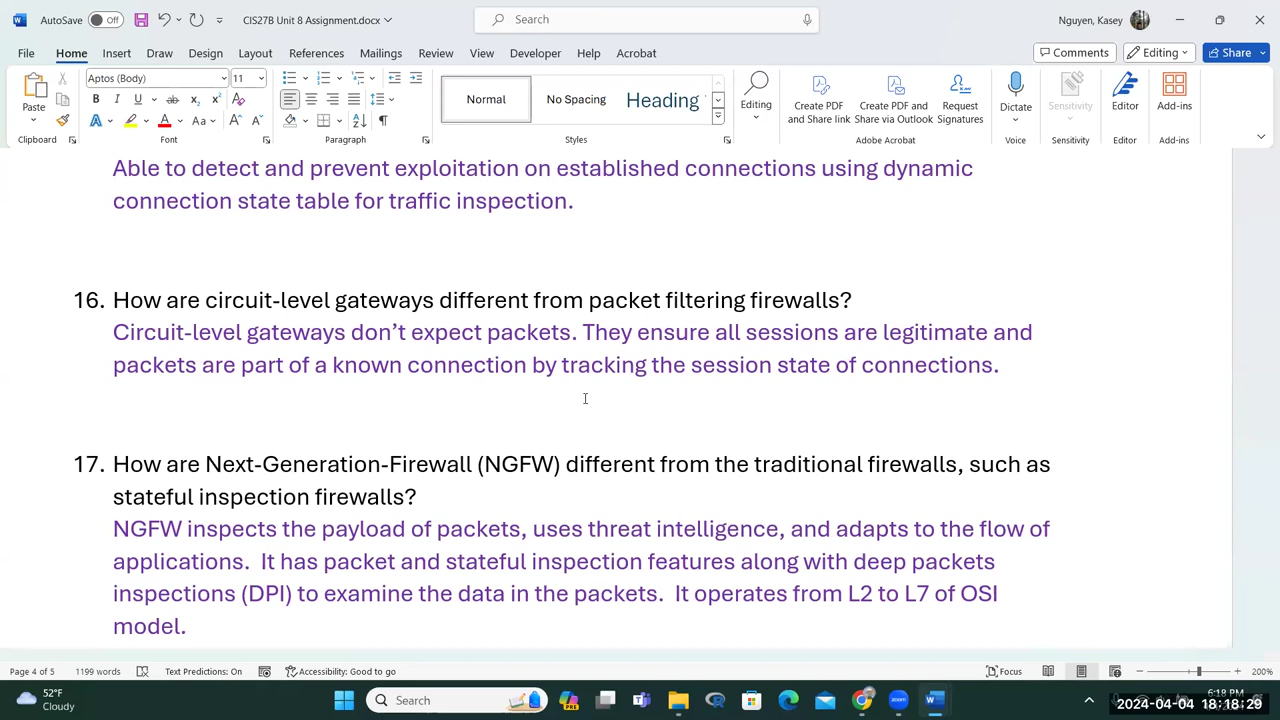 AutoSave Off
CIS27B Unit 8 Assignment.docx
Search
Nguyen, Kasey
File Home Insert Draw Design Layout References Mailings Review View Developer Help Acrobat
Comments Editing Share
Paste
Clipboard
Aptos (Body) 11
B I U ab x₂ x²
A Aa A A
Font
Paragraph
Normal No Spacing Heading
Styles
Editing
Create PDF and Share link
Create PDF and Share via Outlook
Request Signatures
Adobe Acrobat
Dictate
Voice
Sensitivity
Sensitivity
Editor
Editor
Add-ins
Add-ins
Able to detect and prevent exploitation on established connections using dynamic
connection state table for traffic inspection.
16. How are circuit-level gateways different from packet filtering firewalls?
Circuit-level gateways don’t expect packets. They ensure all sessions are legitimate and
packets are part of a known connection by tracking the session state of connections.
17. How are Next-Generation-Firewall (NGFW) different from the traditional firewalls, such as
stateful inspection firewalls?
NGFW inspects the payload of packets, uses threat intelligence, and adapts to the flow of
applications. It has packet and stateful inspection features along with deep packets
inspections (DPI) to examine the data in the packets. It operates from L2 to L7 of OSI
model.
Page 4 of 5 1199 words Text Predictions: On Accessibility: Good to go Focus 200%
52°F
Cloudy
Search
zoom
6:18 PM
2024-04-04 18:18:29